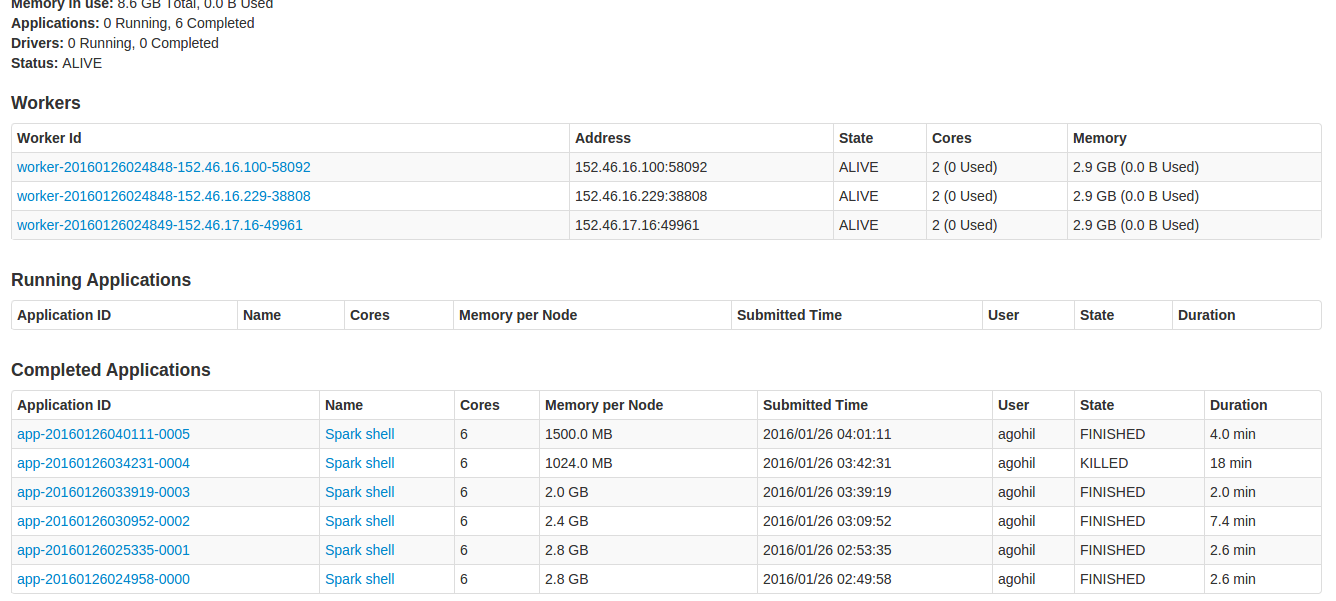 Memory in use: 8.6 GB Total, 0.0 B Used
Applications: 0 Running, 6 Completed
Drivers: 0 Running, 0 Completed
Status: ALIVE
Workers
Worker Id Address State Cores Memory
worker-20160126024848-152.46.16.100-58092 152.46.16.100:58092 ALIVE 2 (0 Used) 2.9 GB (0.0 B Used)
worker-20160126024848-152.46.16.229-38808 152.46.16.229:38808 ALIVE 2 (0 Used) 2.9 GB (0.0 B Used)
worker-20160126024849-152.46.17.16-49961 152.46.17.16:49961 ALIVE 2 (0 Used) 2.9 GB (0.0 B Used)
Running Applications
Application ID Name Cores Memory per Node Submitted Time User State Duration
Completed Applications
Application ID Name Cores Memory per Node Submitted Time User State Duration
app-20160126040111-0005 Spark shell 6 1500.0 MB 2016/01/26 04:01:11 agohil FINISHED 4.0 min
app-20160126034231-0004 Spark shell 6 1024.0 MB 2016/01/26 03:42:31 agohil KILLED 18 min
app-20160126033919-0003 Spark shell 6 2.0 GB 2016/01/26 03:39:19 agohil FINISHED 2.0 min
app-20160126030952-0002 Spark shell 6 2.4 GB 2016/01/26 03:09:52 agohil FINISHED 7.4 min
app-20160126025335-0001 Spark shell 6 2.8 GB 2016/01/26 02:53:35 agohil FINISHED 2.6 min
app-20160126024958-0000 Spark shell 6 2.8 GB 2016/01/26 02:49:58 agohil FINISHED 2.6 min